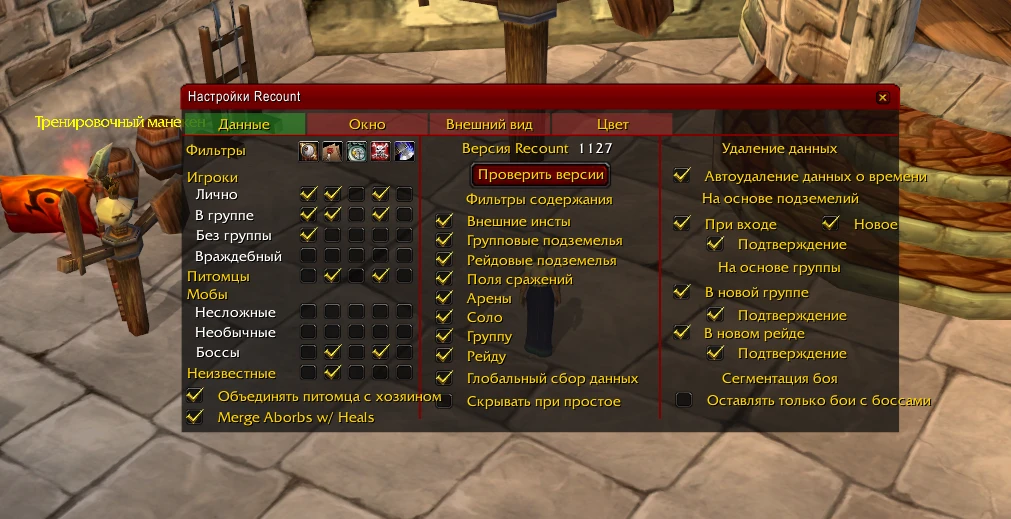 Настройки Recount
Тренировочный манекен
Данные
Окно
Внешний вид
Цвет
Фильтры
Игроки
Лично
В группе
Без группы
Враждебный
Питомцы
Мобы
Несложные
Необычные
Боссы
Неизвестные
Объединять питомца с хозяином
Merge Aborbs w/ Heals
Версия Recount 1127
Проверить версии
Фильтры содержания
Внешние инсты
Групповые подземелья
Рейдовые подземелья
Поля сражений
Арены
Соло
Группу
Рейду
Глобальный сбор данных
Скрывать при простое
Удаление данных
Автоудаление данных о времени
На основе подземелий
При входе
Новое
Подтверждение
На основе группы
В новой группе
Подтверждение
В новом рейде
Подтверждение
Сегментация боя
Оставлять только бои с боссами